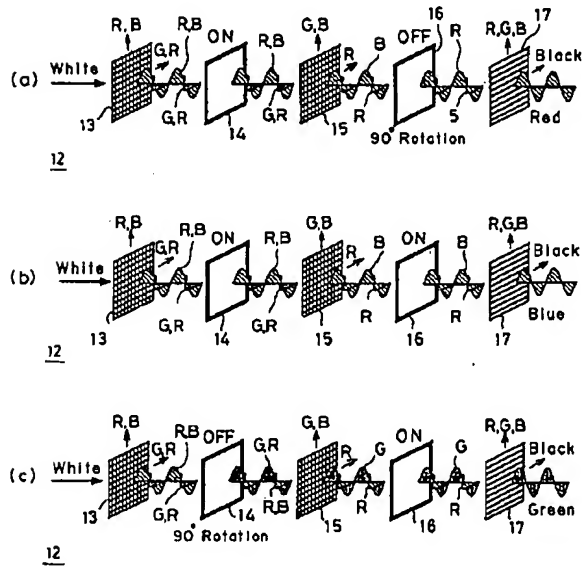 R,B G,R R,B ON R,B G,B R B OFF 16 R R,G,B 17 Black
(a) White
13 G,R 14 G,R 15 R 90° Rotation 5 Red
12
R,B G,R R,B ON R,B G,B R B ON B R,G,B Black
(b) White
13 G,R 14 G,R 15 R 16 R 17 Blue
12
R,B G,R R,B OFF G,R G,B R G ON G R,G,B Black
(c) White
13 G,R 14 R,B 15 R 16 R 17 Green
90° Rotation
12